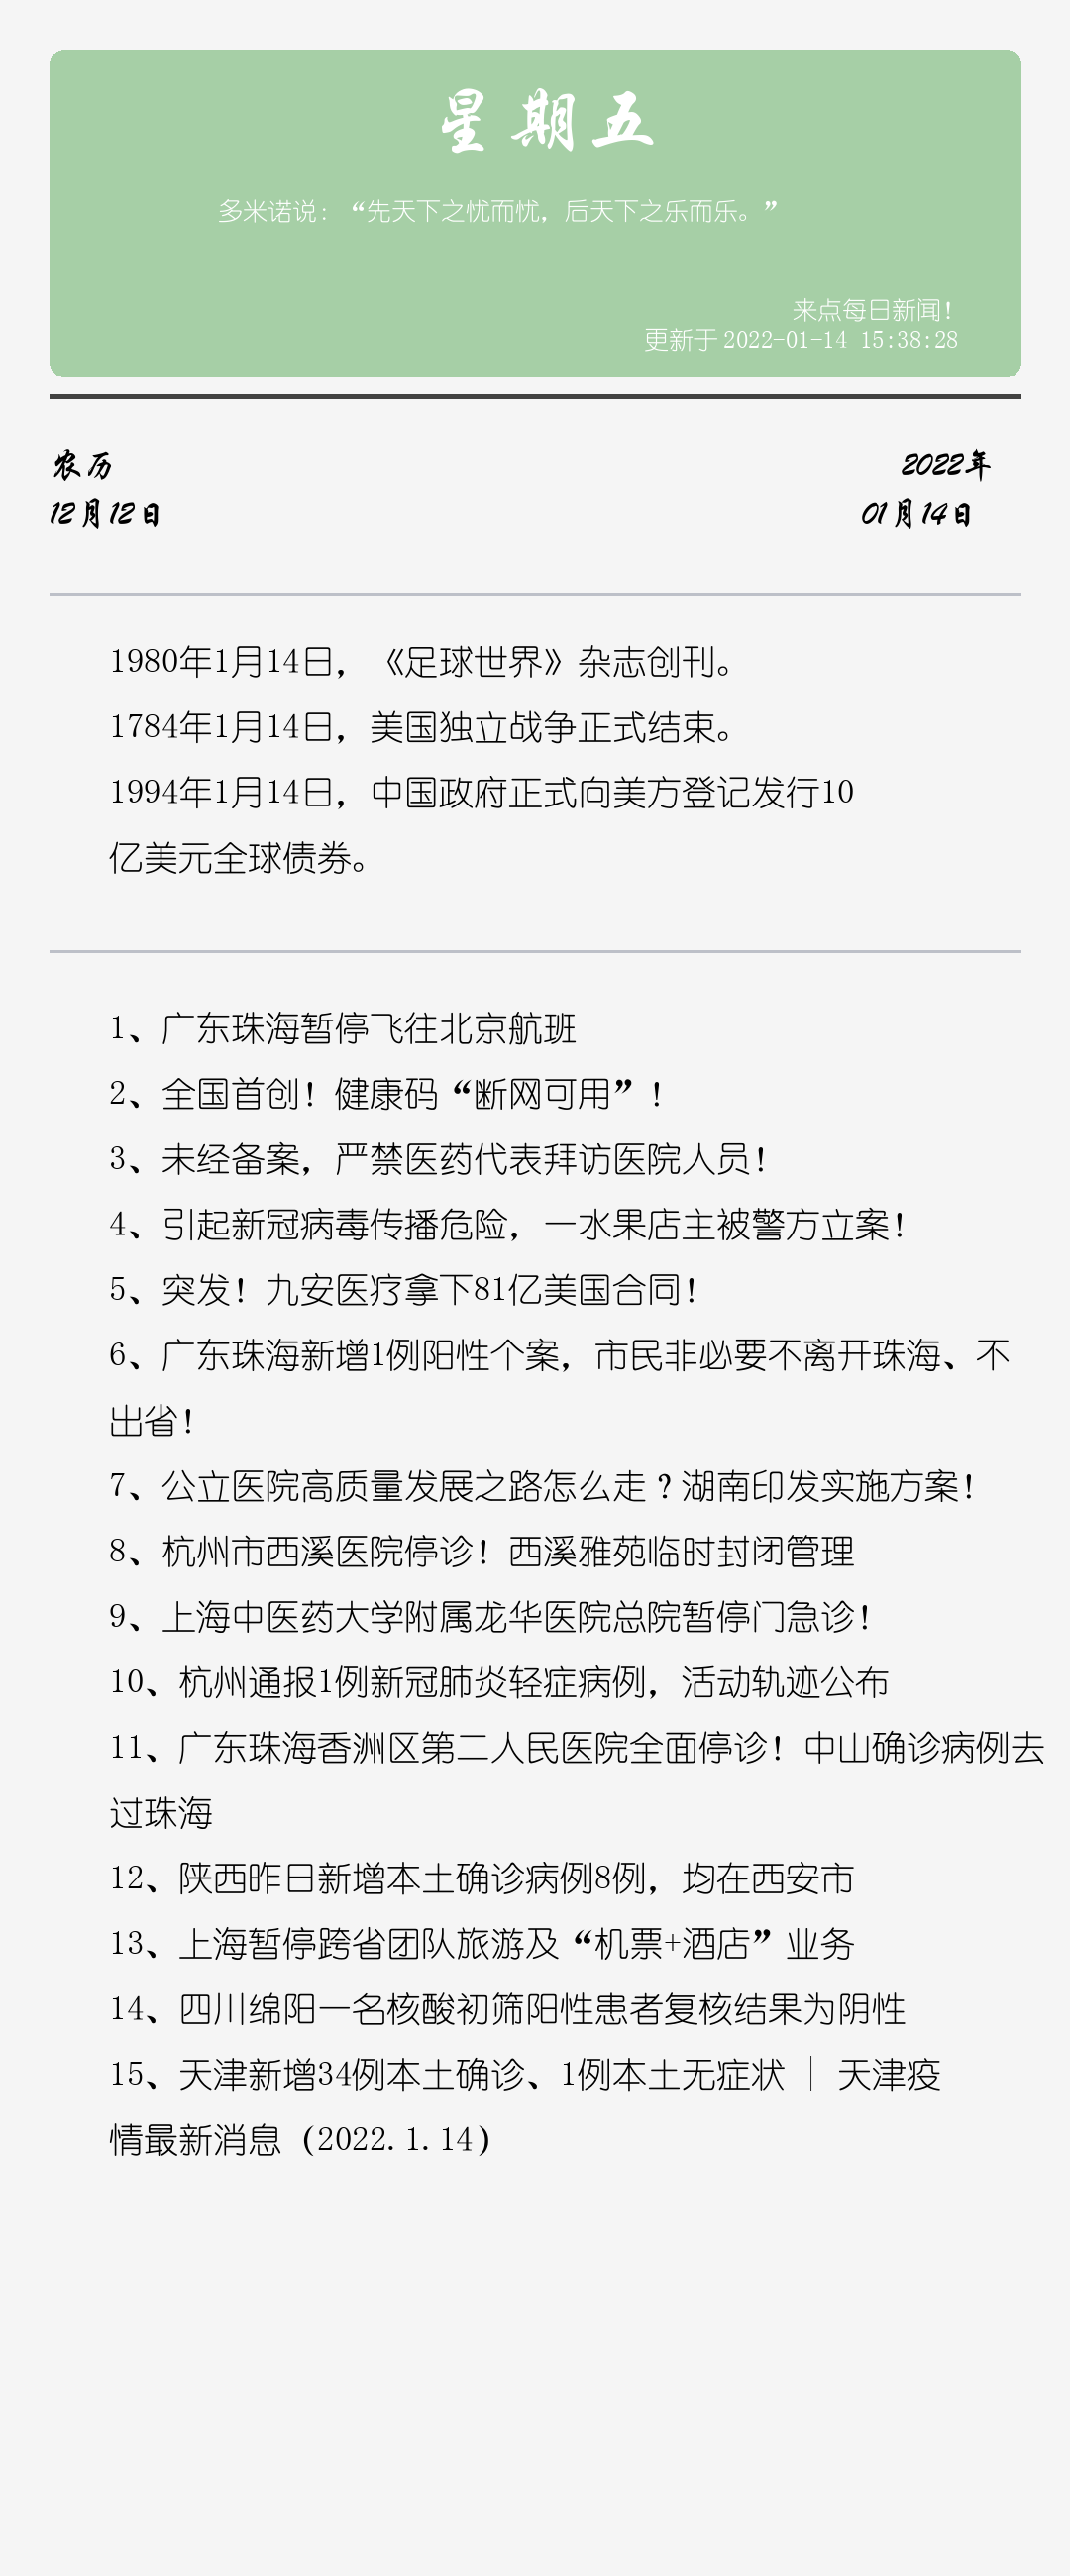 星期五
多米诺说：“先天下之忧而忧，后天下之乐而乐。”
来点每日新闻！
更新于 2022-01-14 15:38:28
农历
2022年
12月12日
01月14日
1980年1月14日，《足球世界》杂志创刊。
1784年1月14日，美国独立战争正式结束。
1994年1月14日，中国政府正式向美方登记发行10
亿美元全球债券。
1、广东珠海暂停飞往北京航班
2、全国首创！健康码“断网可用”！
3、未经备案，严禁医药代表拜访医院人员！
4、引起新冠病毒传播危险，一水果店主被警方立案！
5、突发！九安医疗拿下81亿美国合同！
6、广东珠海新增1例阳性个案，市民非必要不离开珠海、不
出省！
7、公立医院高质量发展之路怎么走？湖南印发实施方案！
8、杭州市西溪医院停诊！西溪雅苑临时封闭管理
9、上海中医药大学附属龙华医院总院暂停门急诊！
10、杭州通报1例新冠肺炎轻症病例，活动轨迹公布
11、广东珠海香洲区第二人民医院全面停诊！中山确诊病例去
过珠海
12、陕西昨日新增本土确诊病例8例，均在西安市
13、上海暂停跨省团队旅游及“机票+酒店”业务
14、四川绵阳一名核酸初筛阳性患者复核结果为阴性
15、天津新增34例本土确诊、1例本土无症状 | 天津疫
情最新消息（2022.1.14）